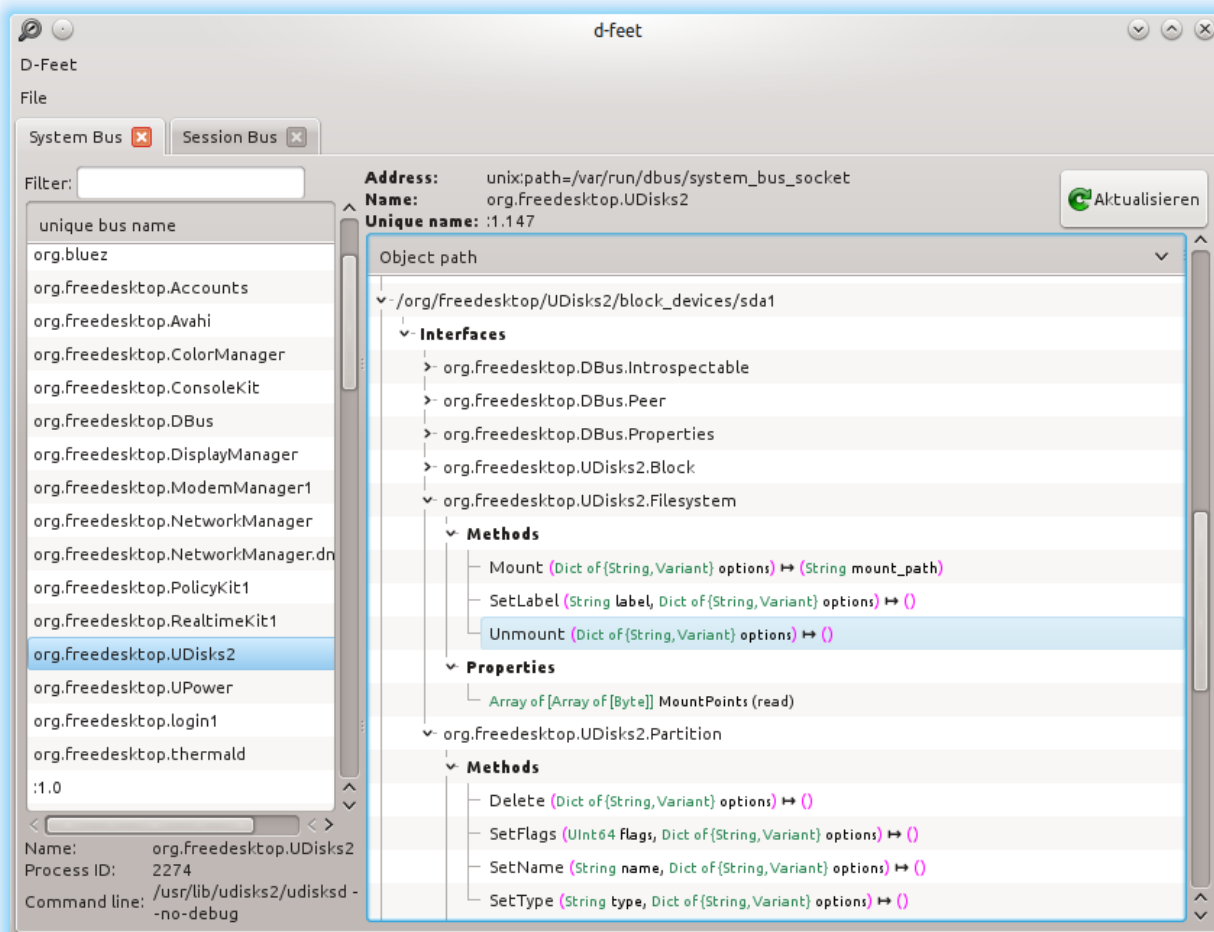 d-feet
D-Feet
File
System Bus
Session Bus
Filter:
unique bus name
org.bluez
org.freedesktop.Accounts
org.freedesktop.Avahi
org.freedesktop.ColorManager
org.freedesktop.ConsoleKit
org.freedesktop.DBus
org.freedesktop.DisplayManager
org.freedesktop.ModemManager1
org.freedesktop.NetworkManager
org.freedesktop.NetworkManager.dn
org.freedesktop.PolicyKit1
org.freedesktop.RealtimeKit1
org.freedesktop.UDisks2
org.freedesktop.UPower
org.freedesktop.login1
org.freedesktop.thermald
:1.0
Name: org.freedesktop.UDisks2
Process ID: 2274
Command line: /usr/lib/udisks2/udisksd -
-no-debug
Address: unix:path=/var/run/dbus/system_bus_socket
Name: org.freedesktop.UDisks2
Unique name: :1.147
Aktualisieren
Object path
/org/freedesktop/UDisks2/block_devices/sda1
Interfaces
org.freedesktop.DBus.Introspectable
org.freedesktop.DBus.Peer
org.freedesktop.DBus.Properties
org.freedesktop.UDisks2.Block
org.freedesktop.UDisks2.Filesystem
Methods
Mount (Dict of {String, Variant} options) ↦ (String mount_path)
SetLabel (String label, Dict of {String, Variant} options) ↦ ()
Unmount (Dict of {String, Variant} options) ↦ ()
Properties
Array of [Array of [Byte]] MountPoints (read)
org.freedesktop.UDisks2.Partition
Methods
Delete (Dict of {String, Variant} options) ↦ ()
SetFlags (UInt64 flags, Dict of {String, Variant} options) ↦ ()
SetName (String name, Dict of {String, Variant} options) ↦ ()
SetType (String type, Dict of {String, Variant} options) ↦ ()